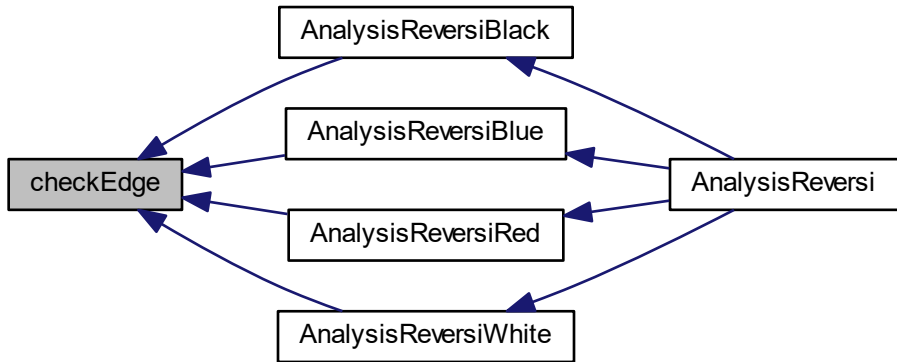 AnalysisReversiBlack
AnalysisReversiBlue
checkEdge
AnalysisReversi
AnalysisReversiRed
AnalysisReversiWhite